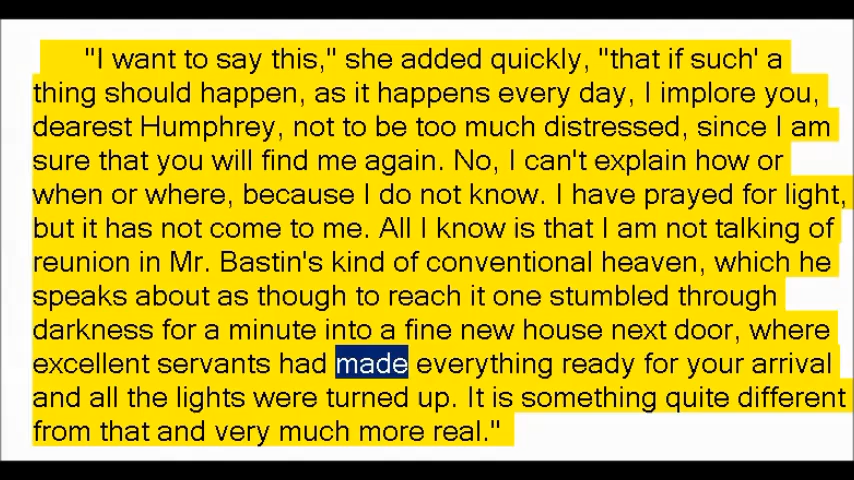 "I want to say this," she added quickly, "that if such' a
thing should happen, as it happens every day, I implore you,
dearest Humphrey, not to be too much distressed, since I am
sure that you will find me again. No, I can't explain how or
when or where, because I do not know. I have prayed for light,
but it has not come to me. All I know is that I am not talking of
reunion in Mr. Bastin's kind of conventional heaven, which he
speaks about as though to reach it one stumbled through
darkness for a minute into a fine new house next door, where
excellent servants had made everything ready for your arrival
and all the lights were turned up. It is something quite different
from that and very much more real."